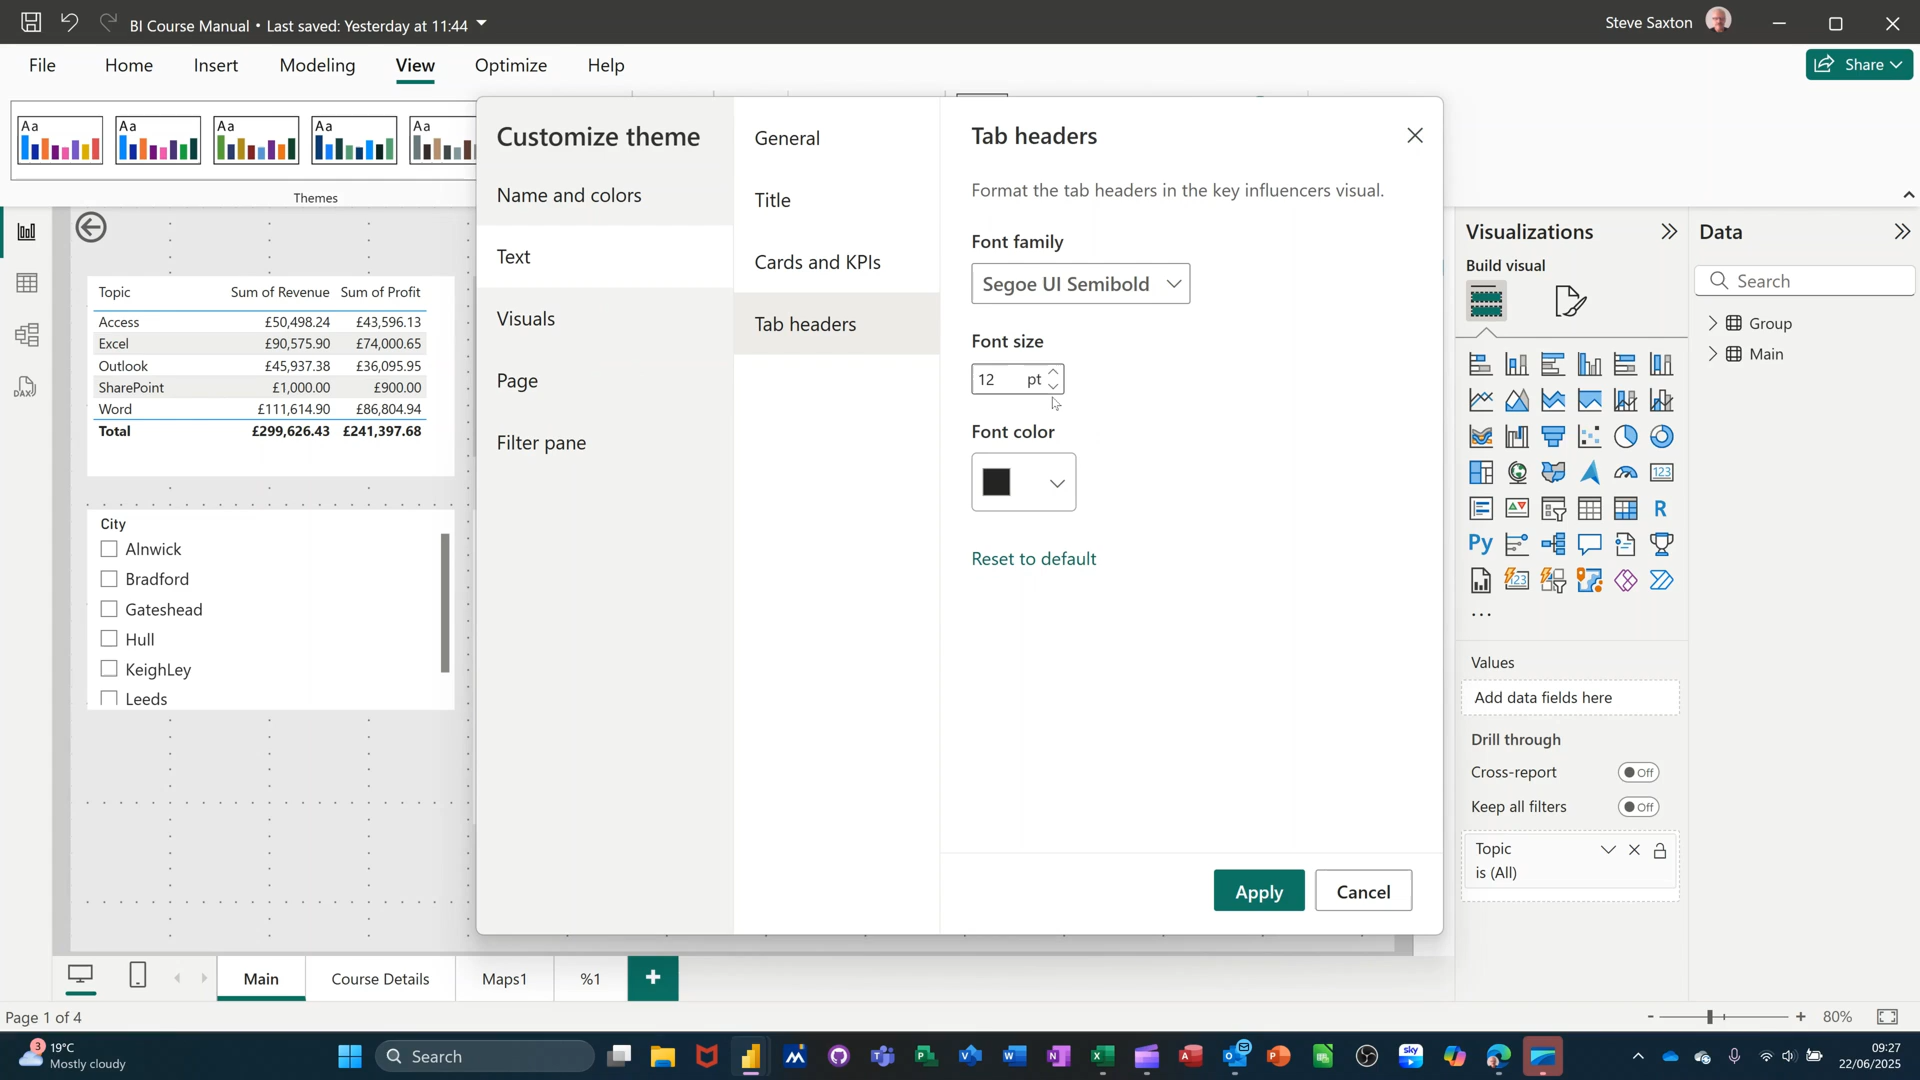 BI Course Manual • Last saved: Yesterday at 11:44
Steve Saxton
File
Home
Insert
Modeling
View
Optimize
Help
Share
Aa
Aa
Aa
Aa
Aa
Themes
Customize theme
Name and colors
Text
Visuals
Page
Filter pane
General
Title
Cards and KPIs
Tab headers
Tab headers
Format the tab headers in the key influencers visual.
Font family
Segoe UI Semibold
Font size
12 pt
Font color
Reset to default
Apply
Cancel
Topic Sum of Revenue Sum of Profit
Access £50,498.24 £43,596.13
Excel £90,575.90 £74,000.65
Outlook £45,937.38 £36,095.95
SharePoint £1,000.00 £900.00
Word £111,614.90 £86,804.94
Total £299,626.43 £241,397.68
City
Alnwick
Bradford
Gateshead
Hull
KeighLey
Leeds
DAX
Visualizations
Build visual
123
R
Py
123
...
Values
Add data fields here
Drill through
Cross-report
Off
Keep all filters
Off
Topic
is (All)
Data
Search
Group
Main
Main
Course Details
Maps1
%1
+
Page 1 of 4
- + 80%
3
19°C
Mostly cloudy
Search
sky
09:27
22/06/2025